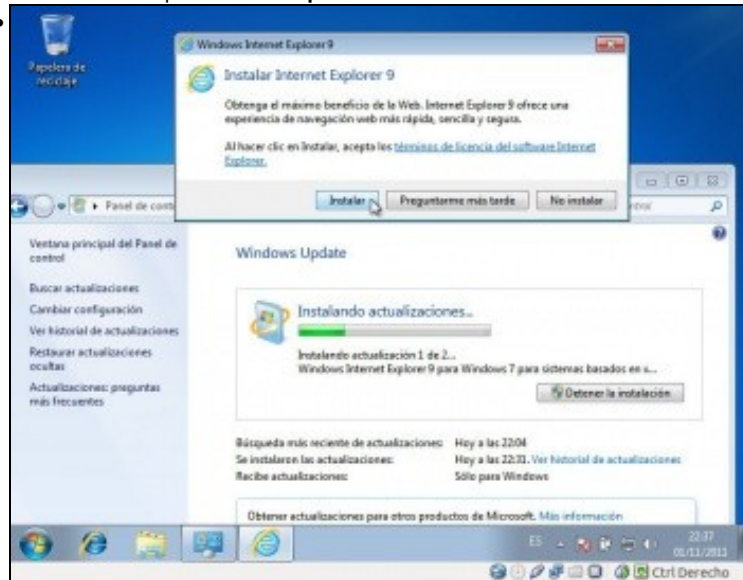 Papelera de
reciclaje
Windows Internet Explorer 9
Instalar Internet Explorer 9
Obtenga el máximo beneficio de la Web. Internet Explorer 9 ofrece una
experiencia de navegación web más rápida, sencilla y segura.
Al hacer clic en Instalar, acepta los términos de licencia del software Internet
Explorer.
Instalar
Preguntarme más tarde
No instalar
Panel de cont
Ventana principal del Panel de
control
Buscar actualizaciones
Cambiar configuración
Ver historial de actualizaciones
Restaurar actualizaciones
ocultas
Actualizaciones: preguntas
más frecuentes
Windows Update
Instalando actualizaciones...
Instalando actualización 1 de 2...
Windows Internet Explorer 9 para Windows 7 para sistemas basados en s...
Detener la instalación
Búsqueda más reciente de actualizaciones: Hoy a las 22:04
Se instalaron las actualizaciones: Hoy a las 22:31. Ver historial de actualizaciones
Recibe actualizaciones: Sólo para Windows
Obtener actualizaciones para otros productos de Microsoft. Más información
ES
22:37
01/11/2011
Ctrl Derecho